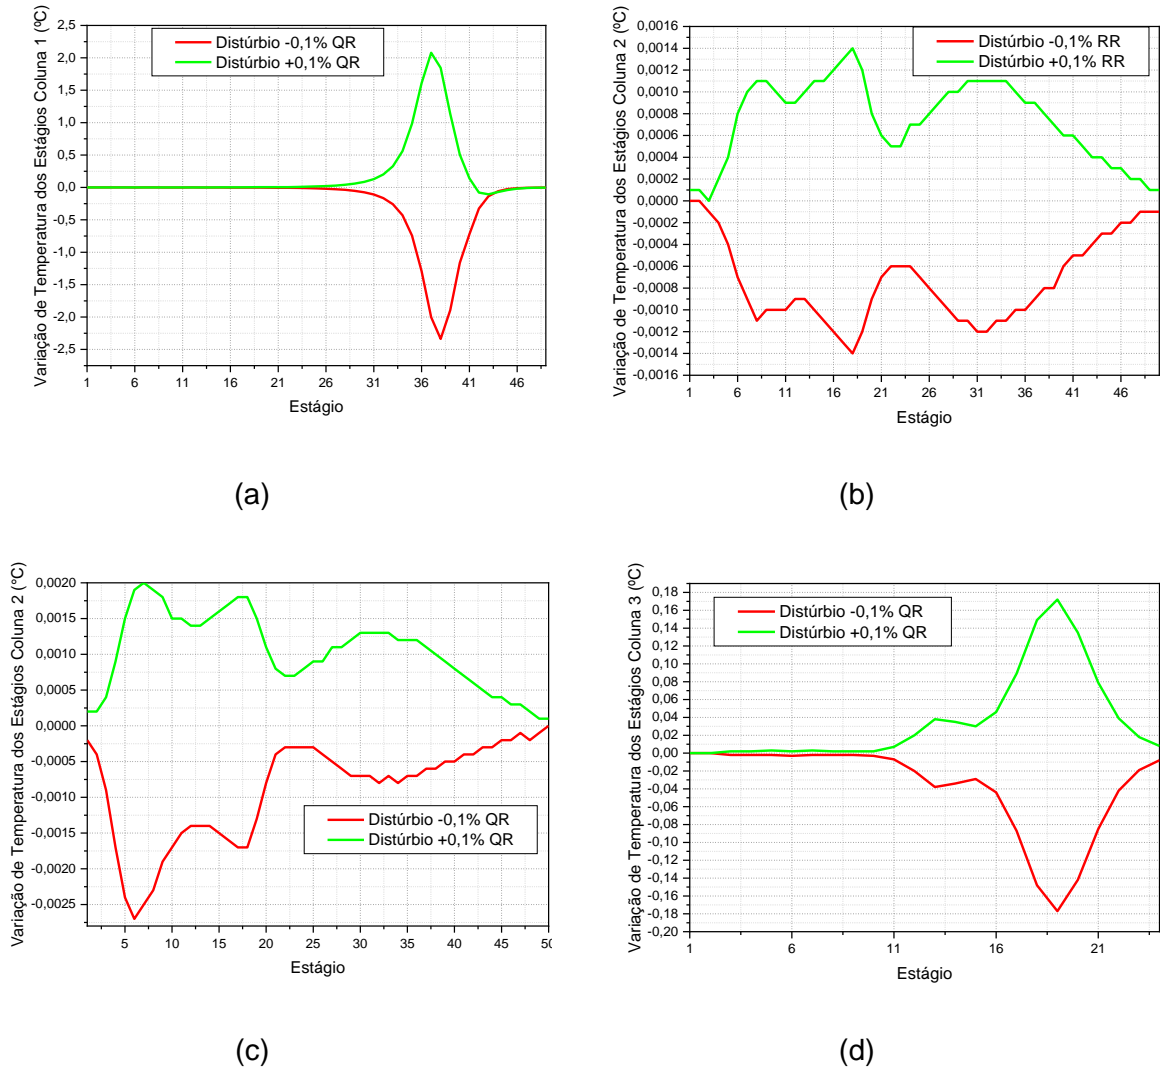 2,5
2,0
1,5
1,0
0,5
0,0
-0,5
-1,0
-1,5
-2,0
-2,5
Variação de Temperatura dos Estágios Coluna 1 (ºC)
Distúrbio -0,1% QR
Distúrbio +0,1% QR
1 6 11 16 21 26 31 36 41 46
Estágio
(a)
0,0016
0,0014
0,0012
0,0010
0,0008
0,0006
0,0004
0,0002
0,0000
-0,0002
-0,0004
-0,0006
-0,0008
-0,0010
-0,0012
-0,0014
-0,0016
Variação de Temperatura dos Estágios Coluna 2 (ºC)
Distúrbio -0,1% RR
Distúrbio +0,1% RR
1 6 11 16 21 26 31 36 41 46
Estágio
(b)
0,0020
0,0015
0,0010
0,0005
0,0000
-0,0005
-0,0010
-0,0015
-0,0020
-0,0025
Variação de Temperatura dos Estágios Coluna 2 (°C)
Distúrbio -0,1% QR
Distúrbio +0,1% QR
5 10 15 20 25 30 35 40 45 50
Estágio
(c)
0,18
0,16
0,14
0,12
0,10
0,08
0,06
0,04
0,02
0,00
-0,02
-0,04
-0,06
-0,08
-0,10
-0,12
-0,14
-0,16
-0,18
-0,20
Variação de Temperatura dos Estágios Coluna 3 (ºC)
Distúrbio -0,1% QR
Distúrbio +0,1% QR
1 6 11 16 21
Estágio
(d)